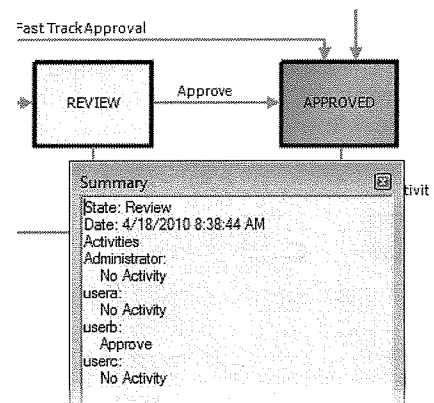 Fast Track Approval
REVIEW
Approve
APPROVED
Summary
tivit
State: Review
Date: 4/18/2010 8:38:44 AM
Activities
Administrator:
No Activity
usera:
No Activity
userb:
Approve
userc:
No Activity